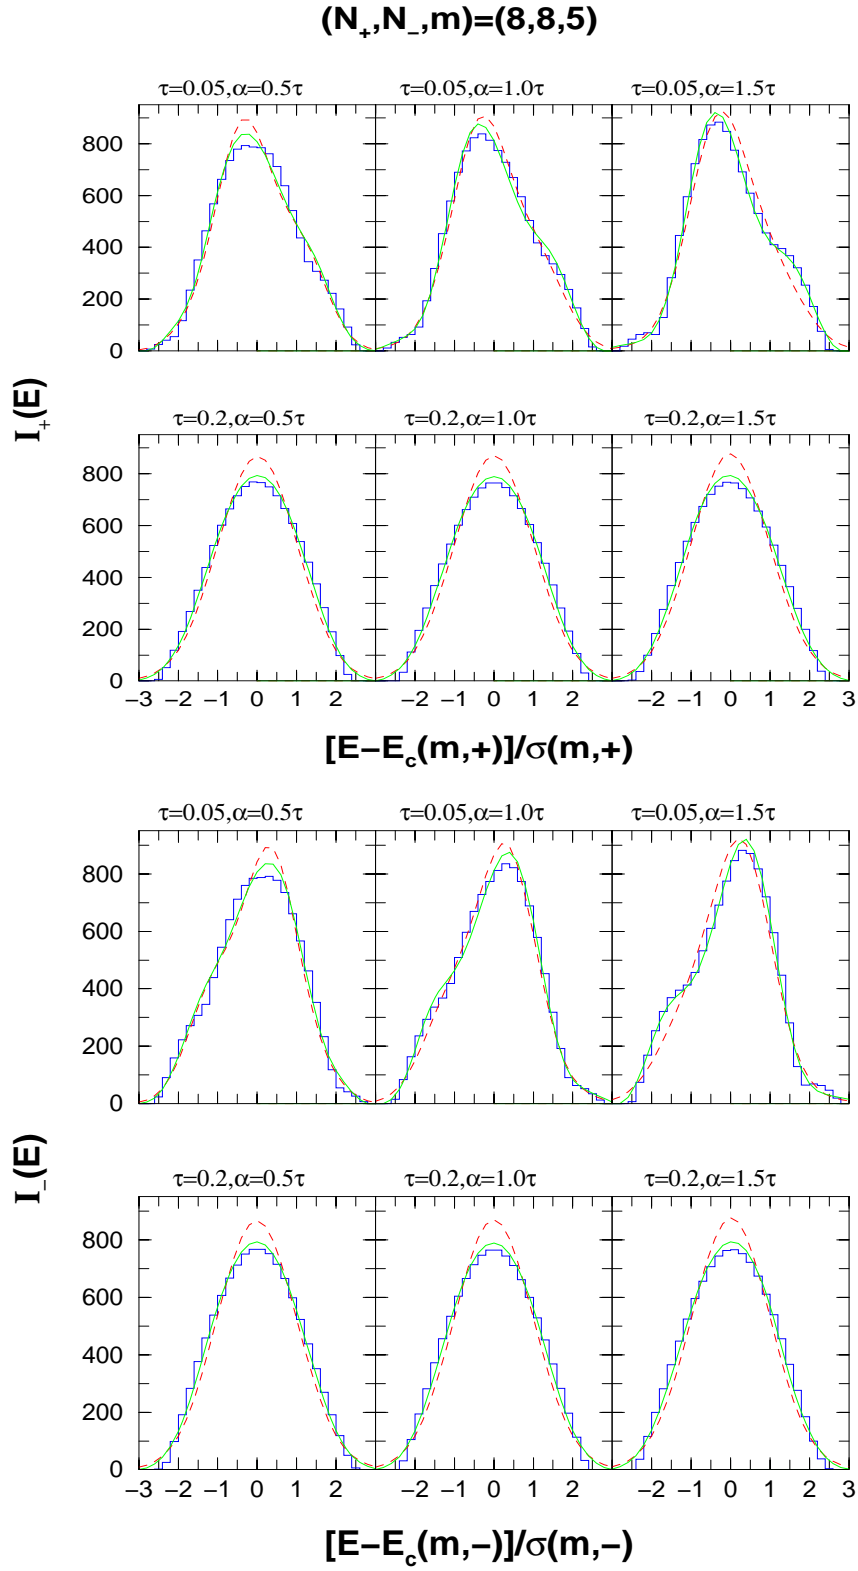 (N₊,N₋,m)=(8,8,5)
τ=0.05,α=0.5τ τ=0.05,α=1.0τ τ=0.05,α=1.5τ
800
600
400
200
0
I₊(E)
τ=0.2,α=0.5τ τ=0.2,α=1.0τ τ=0.2,α=1.5τ
800
600
400
200
0
−3 −2 −1 0 1 2 −2 −1 0 1 2 −2 −1 0 1 2 3
[E−E_c(m,+)]/σ(m,+)
τ=0.05,α=0.5τ τ=0.05,α=1.0τ τ=0.05,α=1.5τ
800
600
400
200
0
I₋(E)
τ=0.2,α=0.5τ τ=0.2,α=1.0τ τ=0.2,α=1.5τ
800
600
400
200
0
−3 −2 −1 0 1 2 −2 −1 0 1 2 −2 −1 0 1 2 3
[E−E_c(m,−)]/σ(m,−)